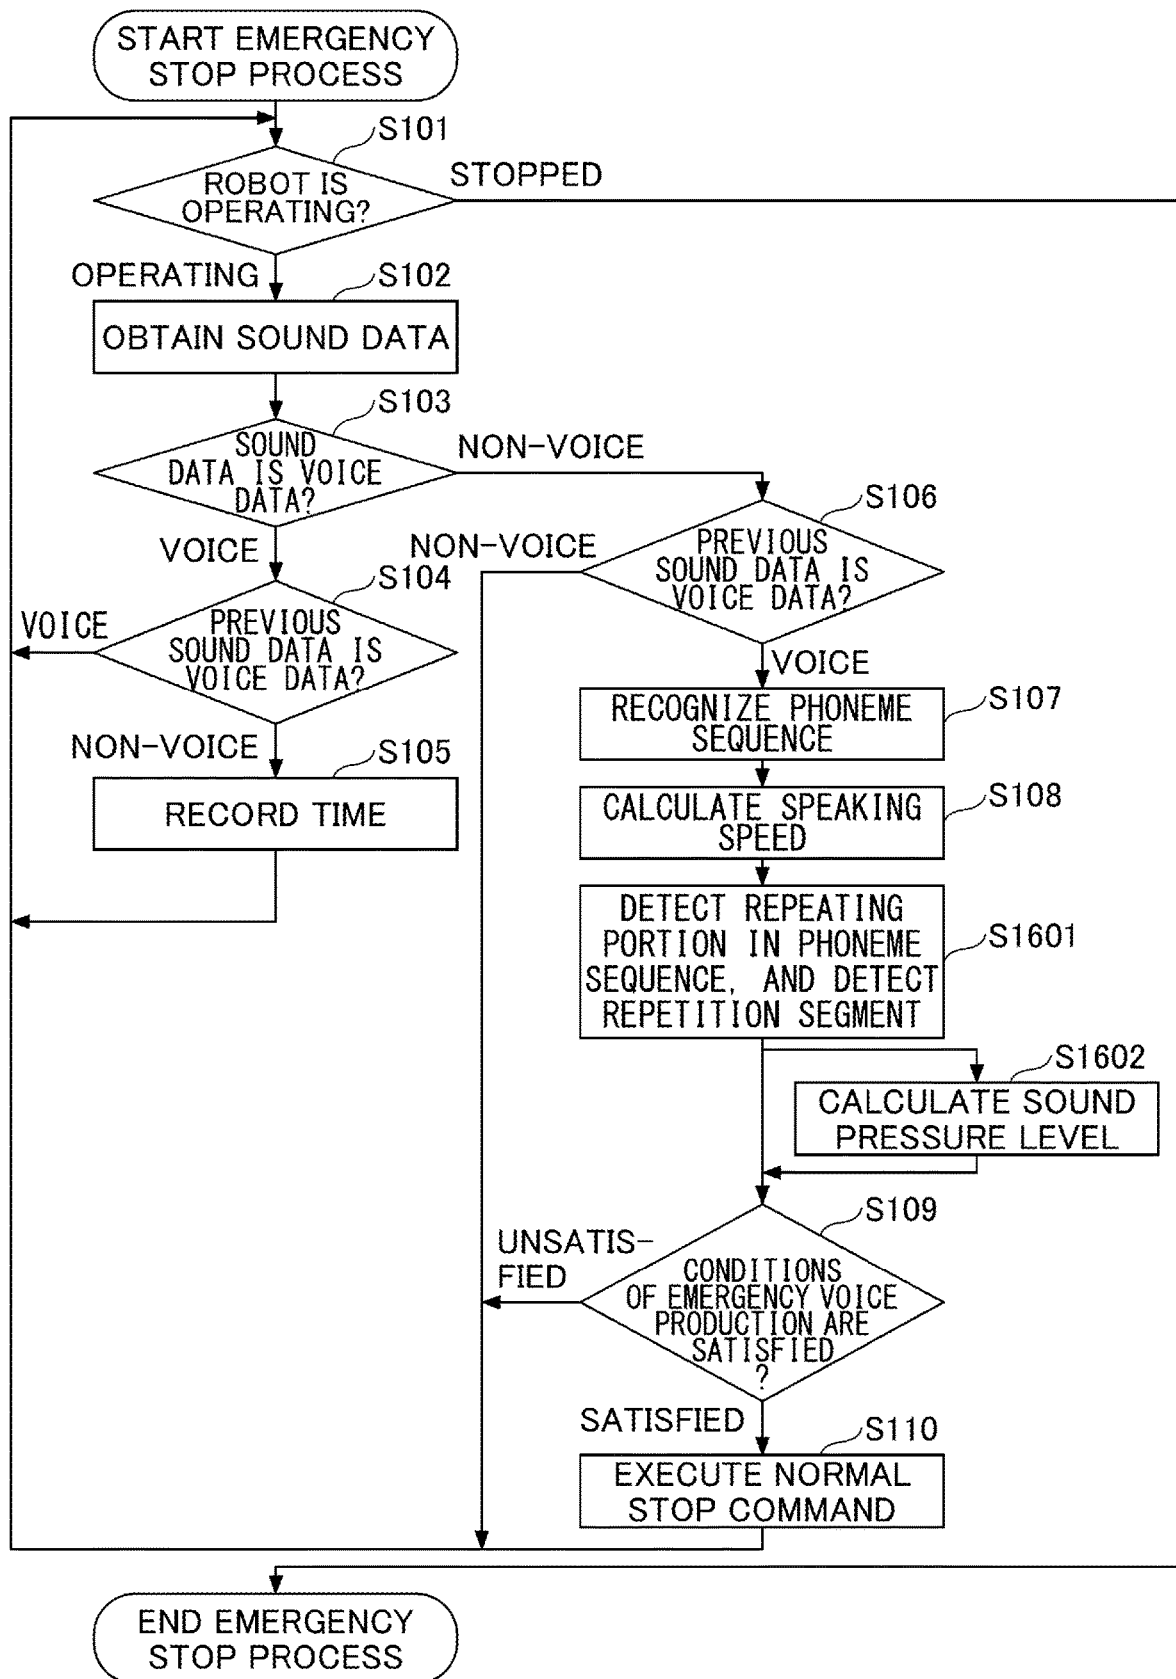 START EMERGENCY
STOP PROCESS
S101
ROBOT IS
OPERATING?
STOPPED
OPERATING
S102
OBTAIN SOUND DATA
S103
SOUND
DATA IS VOICE
DATA?
NON-VOICE
VOICE
S104
PREVIOUS
SOUND DATA IS
VOICE DATA?
VOICE
NON-VOICE
S105
RECORD TIME
S106
PREVIOUS
SOUND DATA IS
VOICE DATA?
NON-VOICE
VOICE
S107
RECOGNIZE PHONEME
SEQUENCE
S108
CALCULATE SPEAKING
SPEED
S1601
DETECT REPEATING
PORTION IN PHONEME
SEQUENCE, AND DETECT
REPETITION SEGMENT
S1602
CALCULATE SOUND
PRESSURE LEVEL
S109
CONDITIONS
OF EMERGENCY VOICE
PRODUCTION ARE
SATISFIED
?
UNSATIS-
FIED
SATISFIED
S110
EXECUTE NORMAL
STOP COMMAND
END EMERGENCY
STOP PROCESS